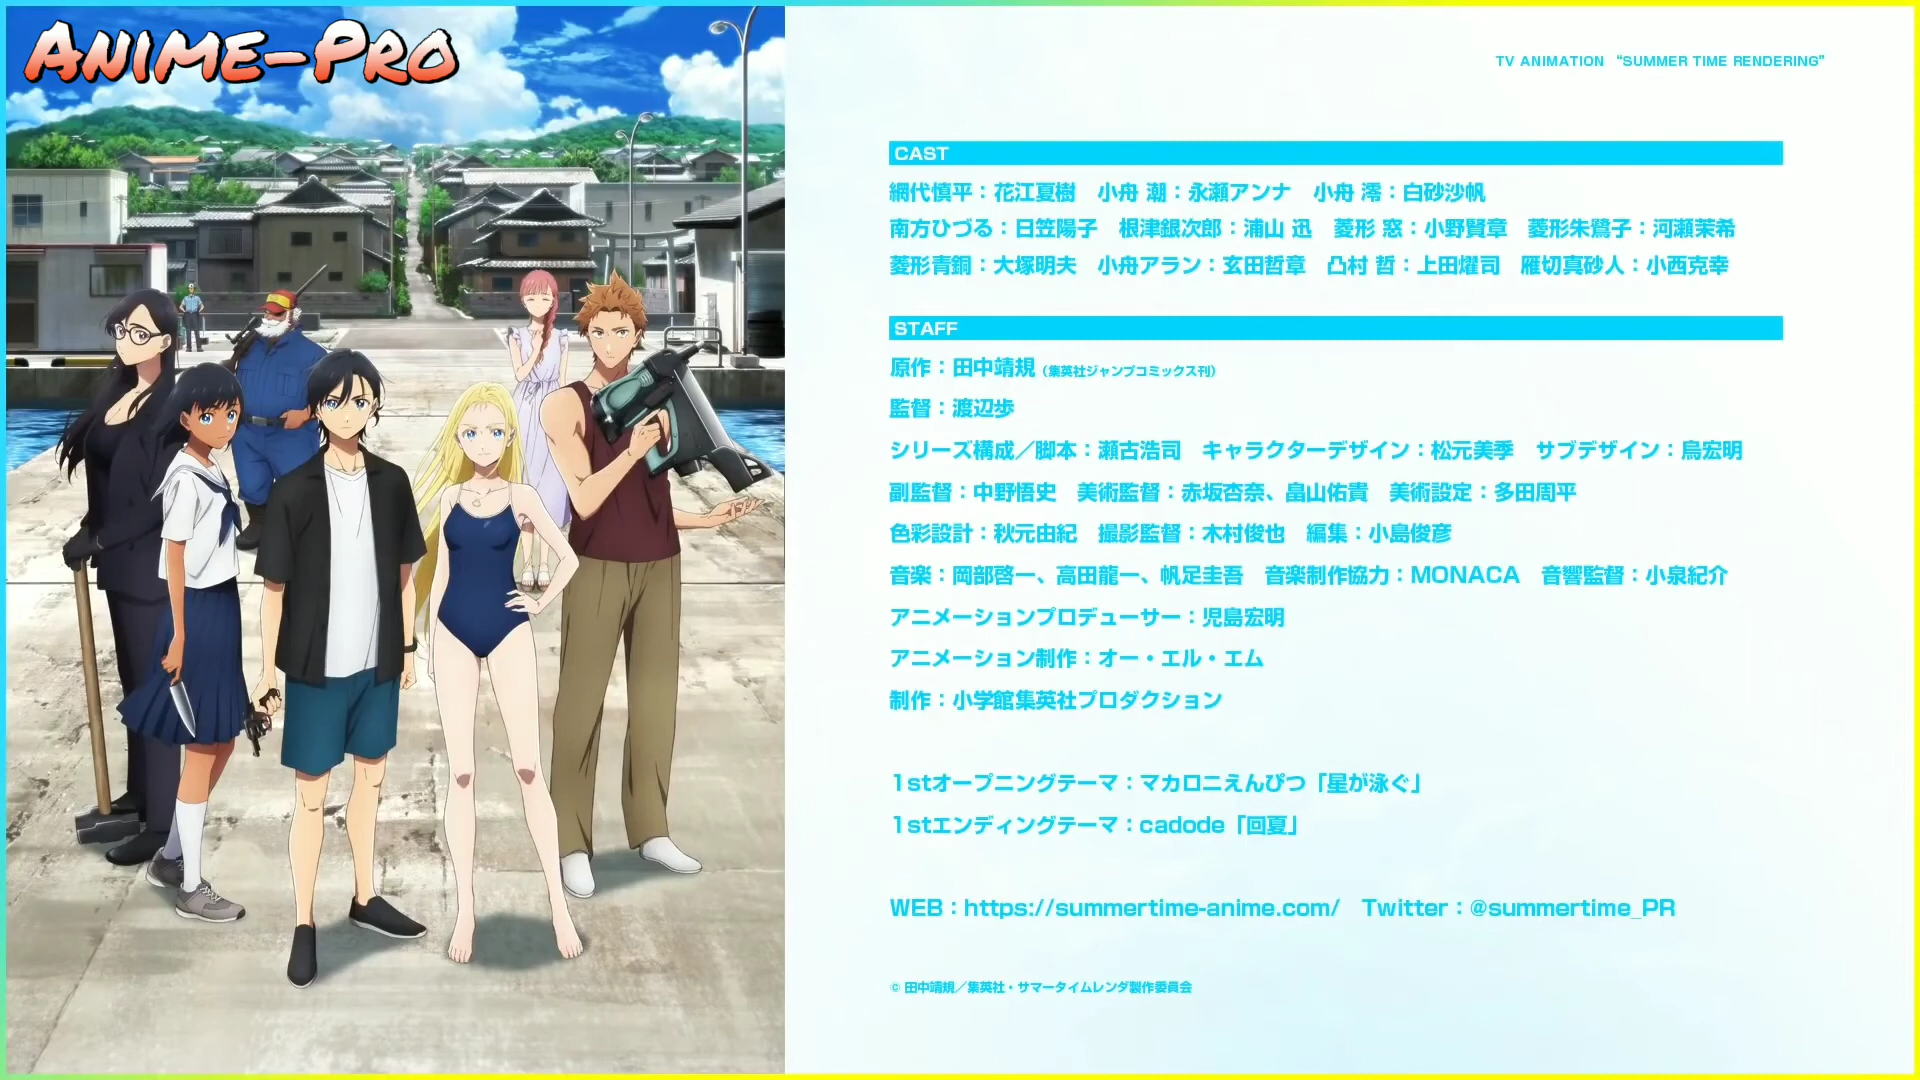 ANIME-PRO
TV ANIMATION “SUMMER TIME RENDERING”
CAST
網代慎平：花江夏樹　小舟 潮：永瀬アンナ　小舟 澪：白砂沙帆
南方ひづる：日笠陽子　根津銀次郎：浦山 迅　菱形 窓：小野賢章　菱形朱鷺子：河瀬茉希
菱形青銅：大塚明夫　小舟アラン：玄田哲章　凸村 哲：上田燿司　雁切真砂人：小西克幸
STAFF
原作：田中靖規（集英社ジャンプコミックス刊）
監督：渡辺歩
シリーズ構成／脚本：瀬古浩司　キャラクターデザイン：松元美季　サブデザイン：鳥宏明
副監督：中野悟史　美術監督：赤坂杏奈、畠山佑貴　美術設定：多田周平
色彩設計：秋元由紀　撮影監督：木村俊也　編集：小島俊彦
音楽：岡部啓一、高田龍一、帆足圭吾　音楽制作協力：MONACA　音響監督：小泉紀介
アニメーションプロデューサー：児島宏明
アニメーション制作：オー・エル・エム
制作：小学館集英社プロダクション
1stオープニングテーマ：マカロニえんぴつ「星が泳ぐ」
1stエンディングテーマ：cadode「回夏」
WEB：https://summertime-anime.com/　Twitter：@summertime_PR
© 田中靖規／集英社・サマータイムレンダ製作委員会